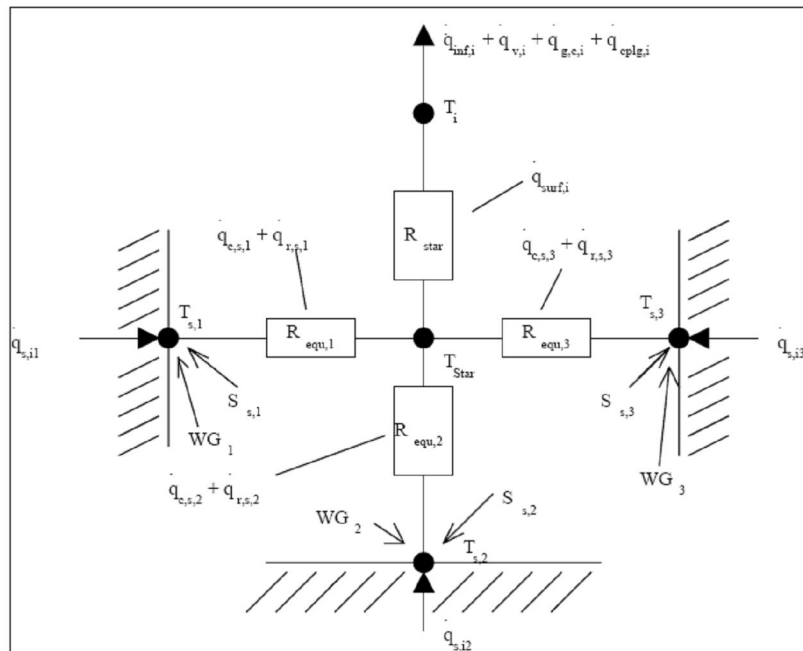 q̇inf,i + q̇v,i + q̇g,c,i + q̇cplg,i
Ti
q̇surf,i
Rstar
q̇c,s,1 + q̇r,s,1
q̇c,s,3 + q̇r,s,3
Ts,1
Ts,3
Requ,1
Requ,3
q̇s,i1
q̇s,i3
TStar
Ss,1
Ss,3
WG1
Requ,2
WG3
q̇c,s,2 + q̇r,s,2
WG2
Ss,2
Ts,2
q̇s,i2